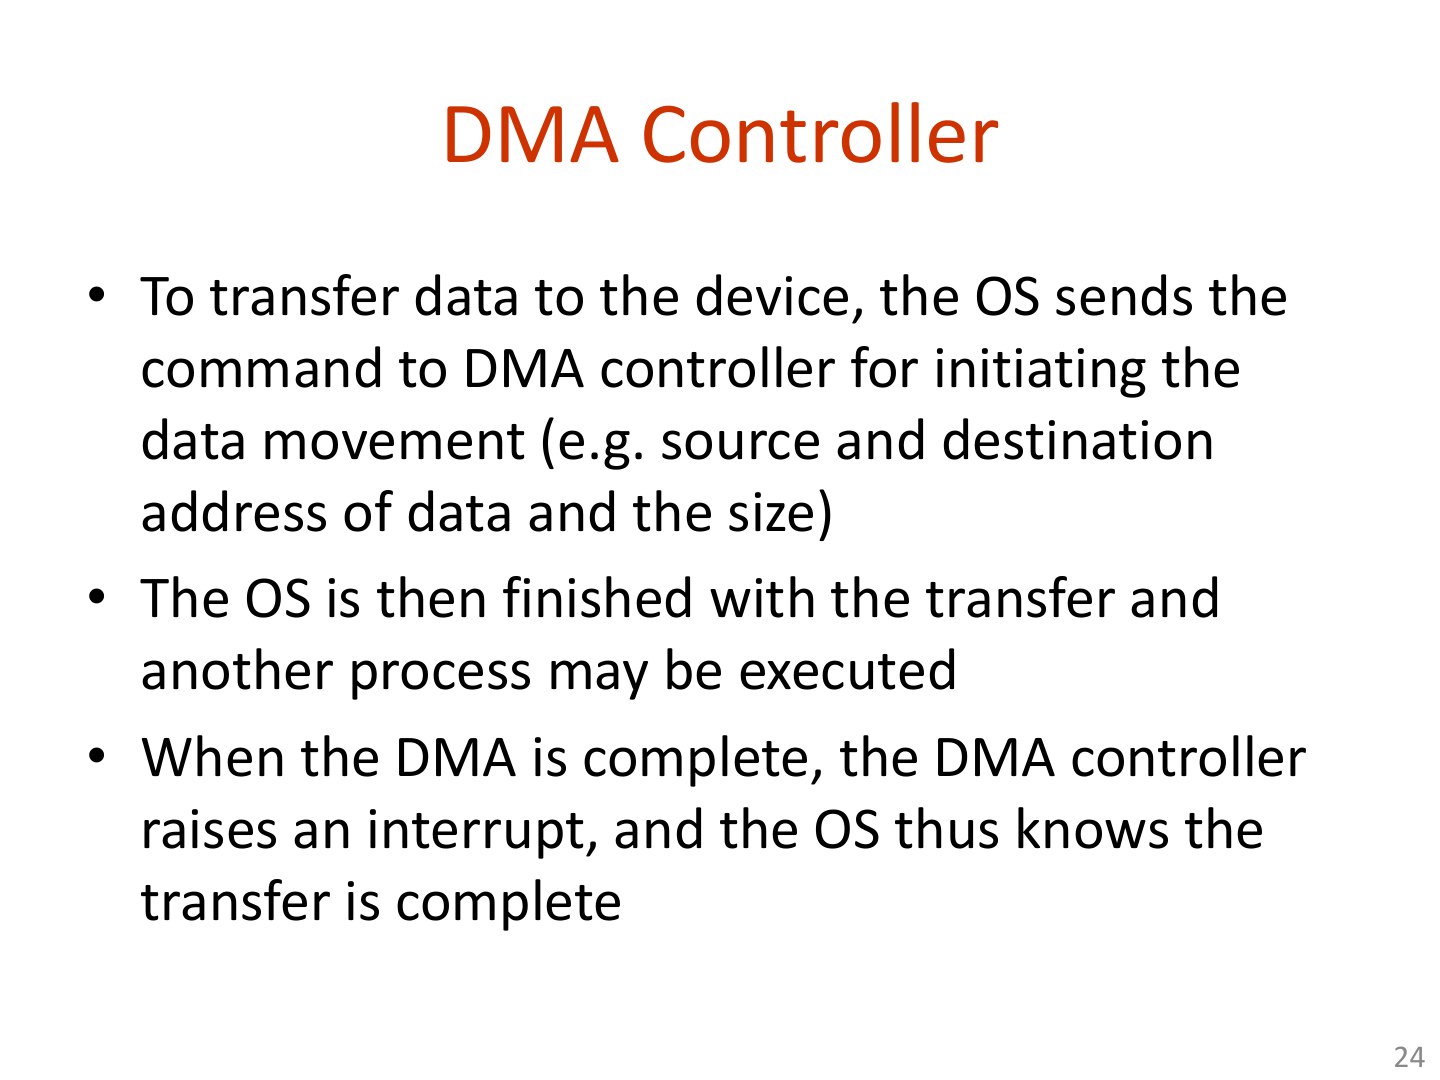 DMA Controller
• To transfer data to the device, the OS sends the
command to DMA controller for initiating the
data movement (e.g. source and destination
address of data and the size)
• The OS is then finished with the transfer and
another process may be executed
• When the DMA is complete, the DMA controller
raises an interrupt, and the OS thus knows the
transfer is complete
24